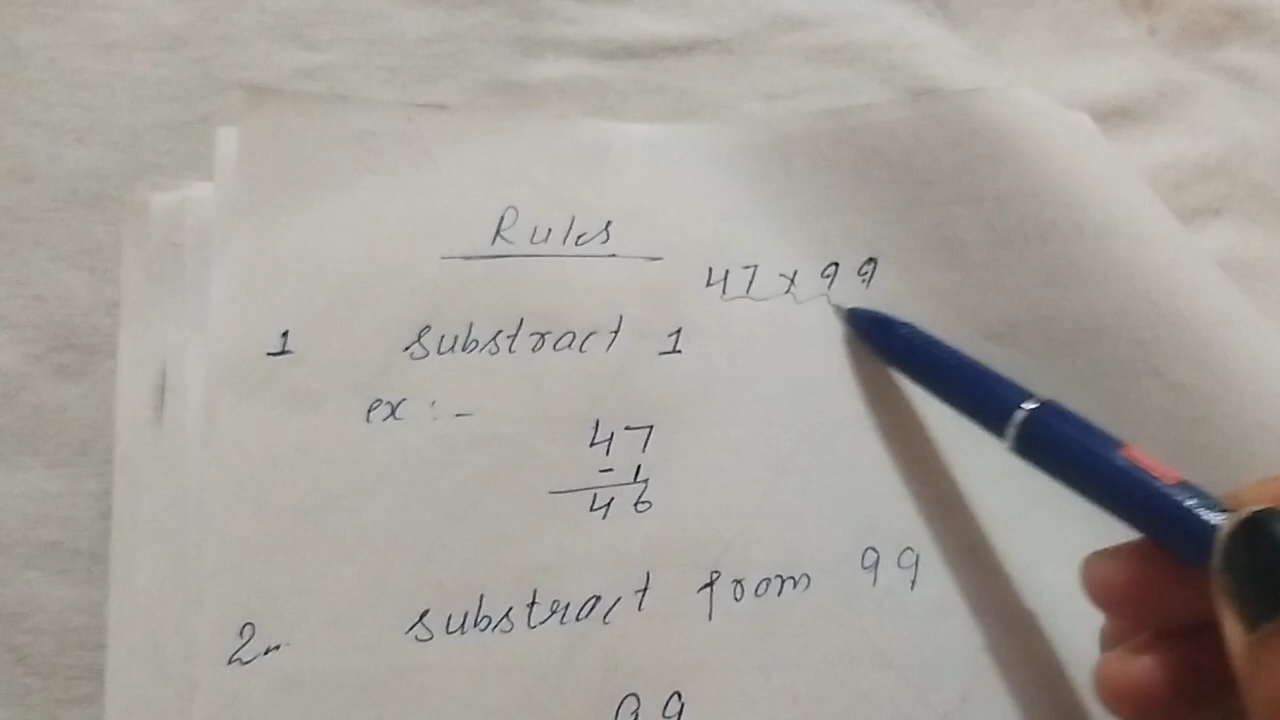 Rules
47 x 99
1 substract 1
ex :-
47
-1
46
2. substract from 99
99